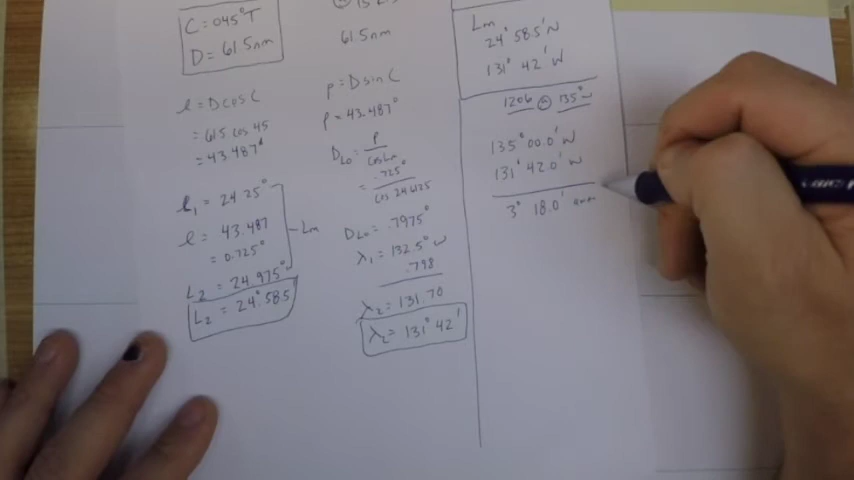 C = 045°T
D = 61.5nm
l = D cos C
= 61.5 cos 45
= 43.487'
l₁ = 24.25°
l = 43.487
= 0.725°
Lm
L₂ = 24.975°
L₂ = 24°58.5'
61.5nm
p = D sin C
p = 43.487°
DLo = p
cos Lm
= .725°
cos 24.6125
DLo = .7975°
λ₁ = 132.5° W
.798
λ₂ = 131.70
λ₂ = 131° 42'
Lm
24° 58.5'N
131° 42' W
1206 @ 135°W
135° 00.0' W
131° 42.0' W
3° 18.0'